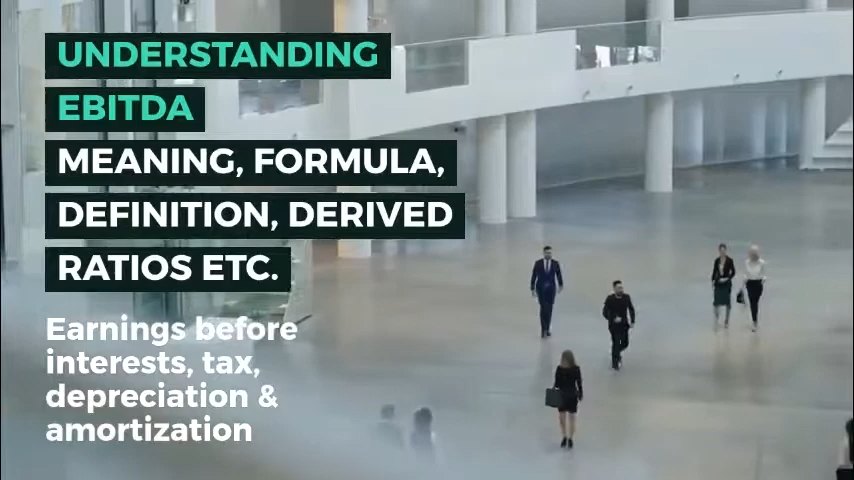 UNDERSTANDING
EBITDA
MEANING, FORMULA,
DEFINITION, DERIVED
RATIOS ETC.
Earnings before
interests, tax,
depreciation &
amortization